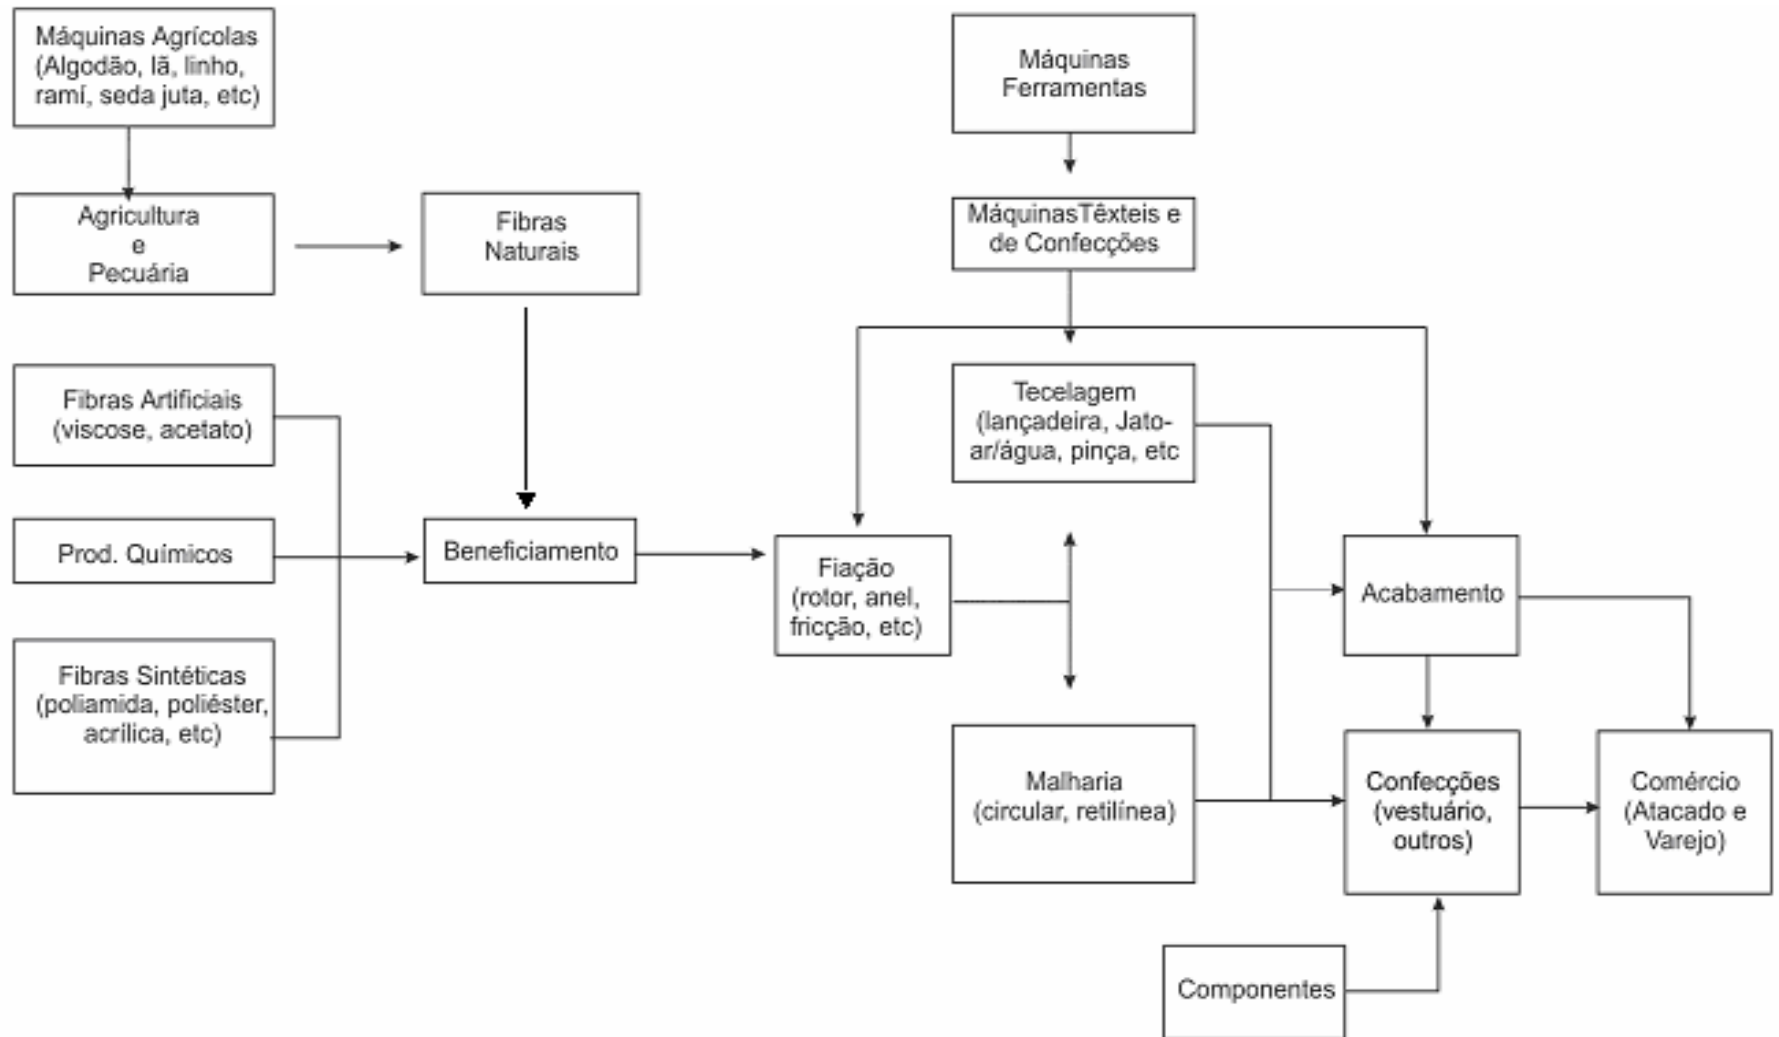 Máquinas Agrícolas
(Algodão, lã, linho,
ramí, seda juta, etc)
Máquinas
Ferramentas
Agricultura
e
Pecuária
Fibras
Naturais
MáquinasTêxteis e
de Confecções
Fibras Artificiais
(viscose, acetato)
Tecelagem
(lançadeira, Jato-
ar/água, pinça, etc
Prod. Químicos
Beneficiamento
Fiação
(rotor, anel,
fricção, etc)
Acabamento
Fibras Sintéticas
(poliamida, poliéster,
acrílica, etc)
Malharia
(circular, retilínea)
Confecções
(vestuário,
outros)
Comércio
(Atacado e
Varejo)
Componentes